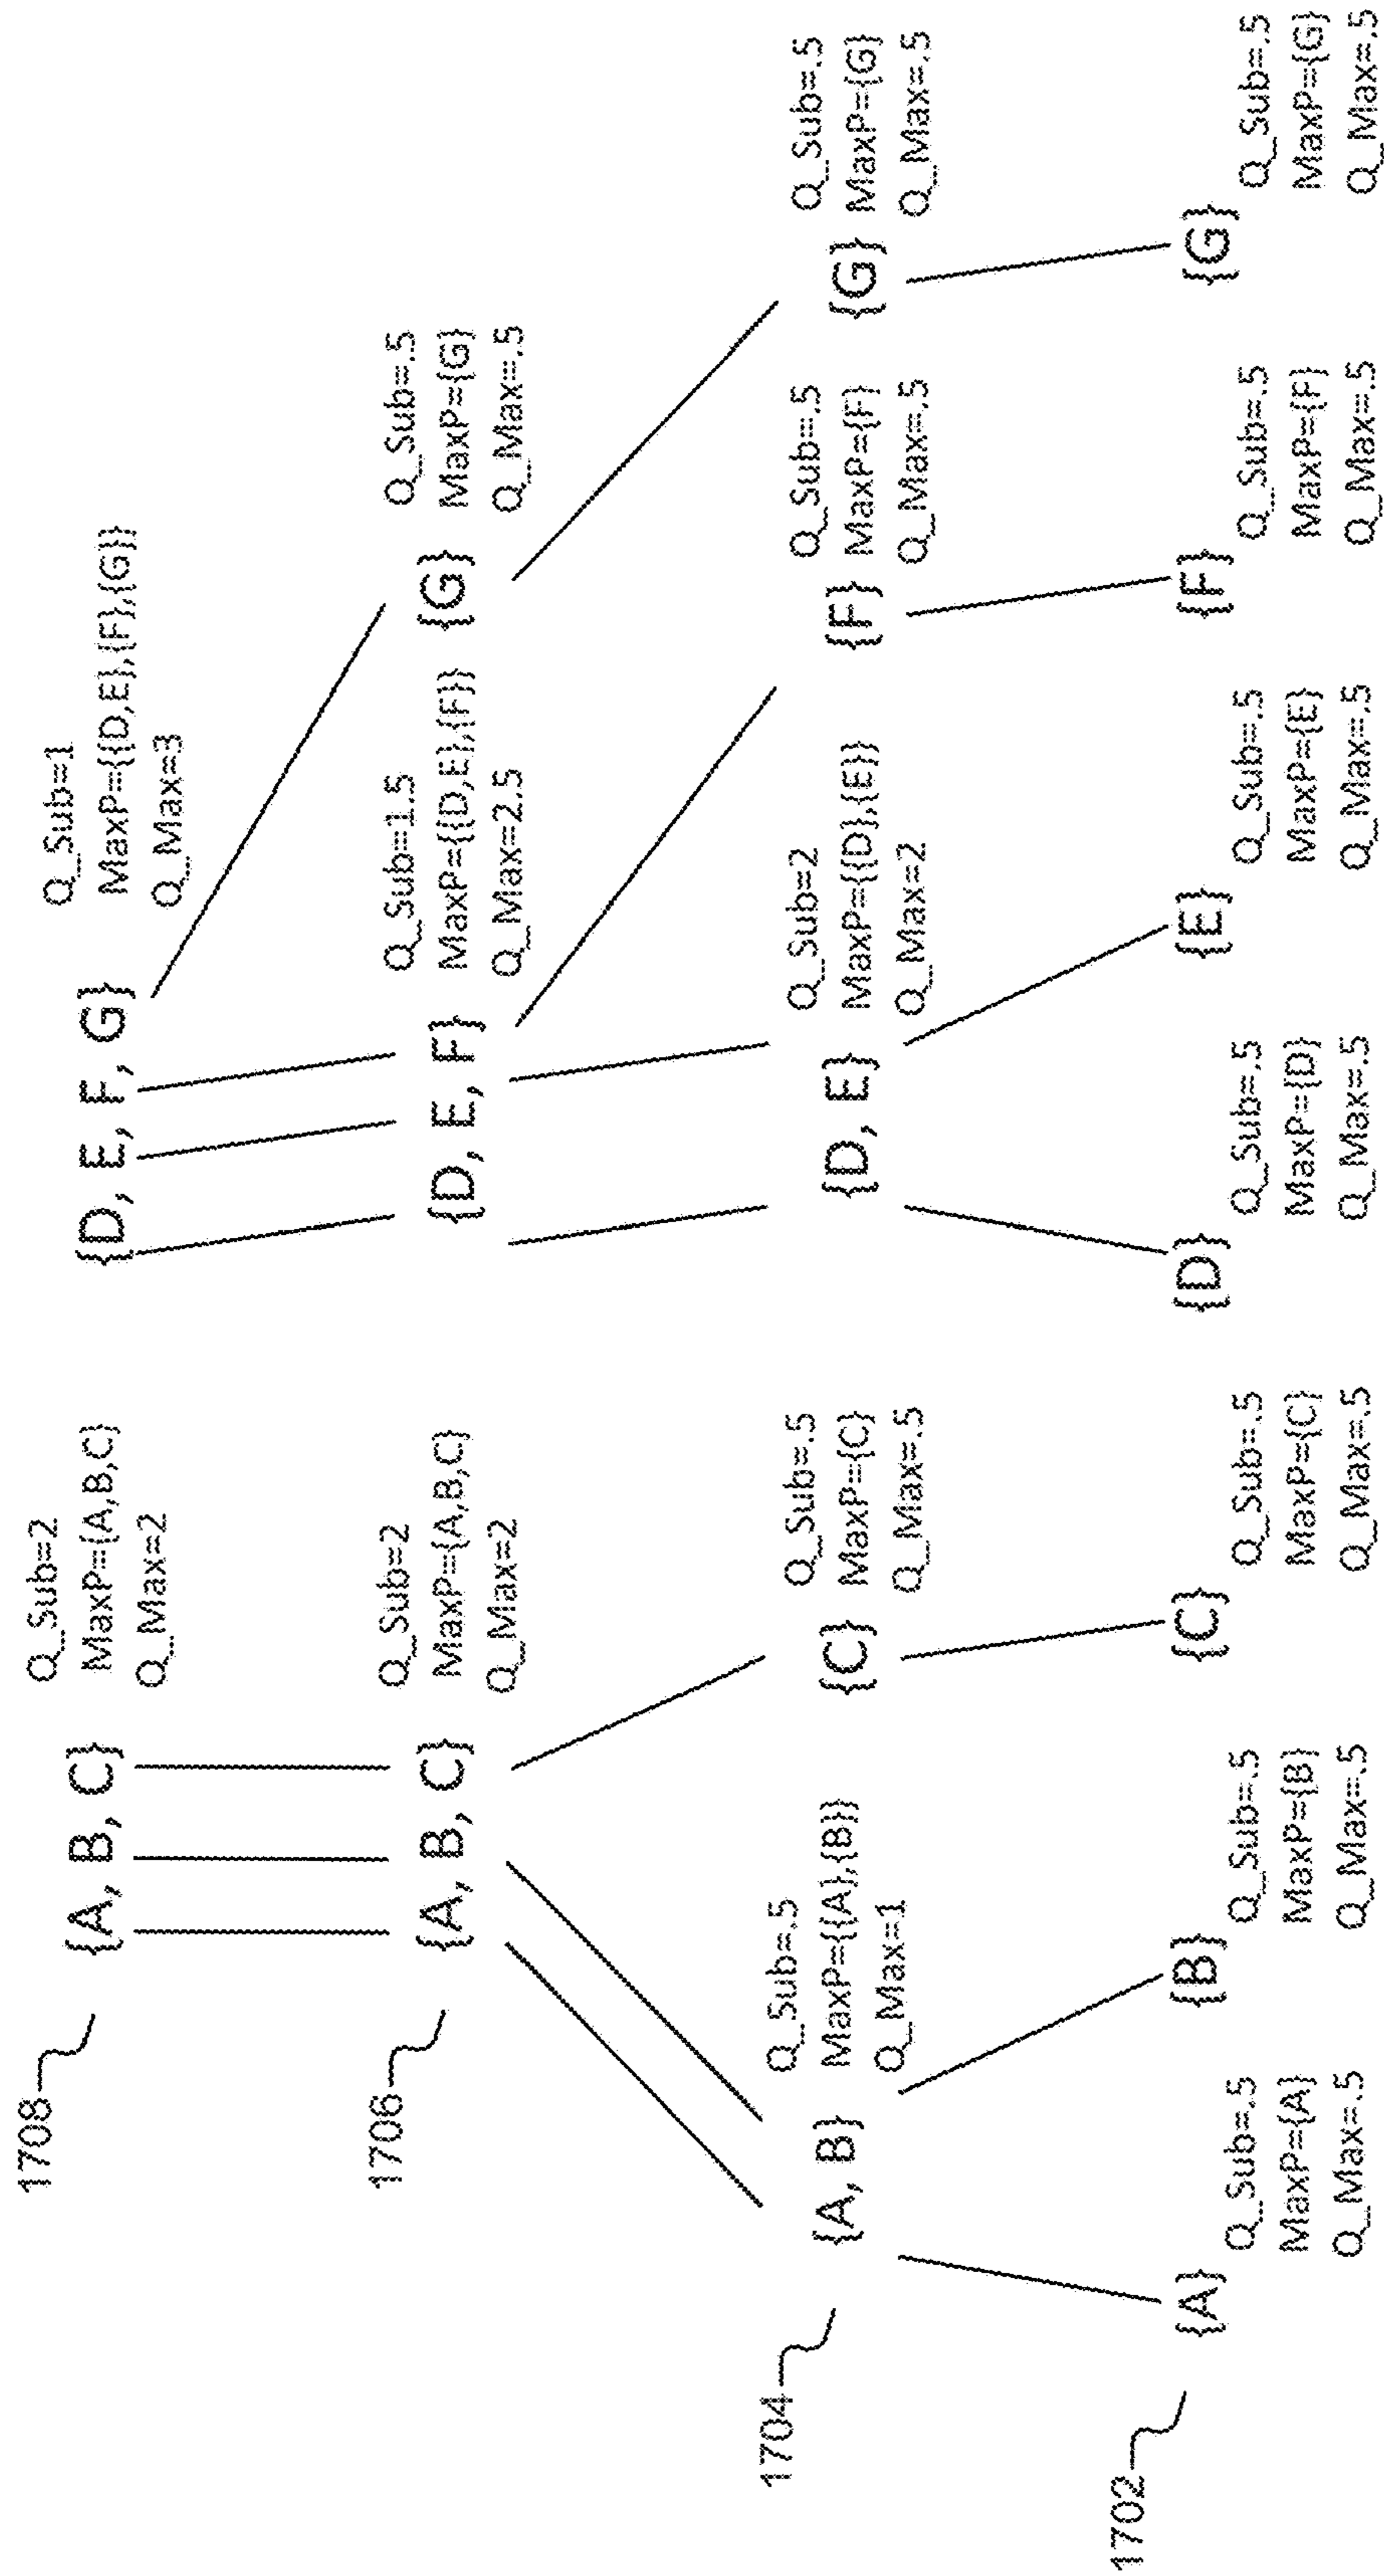 1708
{A, B, C}
Q_Sub=2
MaxP={A,B,C}
Q_Max=2
{D, E, F, G}
Q_Sub=1
MaxP={{D,E},{F},{G}}
Q_Max=3
1706
{A, B, C}
Q_Sub=2
MaxP={A,B,C}
Q_Max=2
{D, E, F}
Q_Sub=1.5
MaxP={{D,E},{F}}
Q_Max=2.5
{G}
Q_Sub=.5
MaxP={G}
Q_Max=.5
1704
{A, B}
Q_Sub=.5
MaxP={{A},{B}}
Q_Max=1
{C}
Q_Sub=.5
MaxP={C}
Q_Max=.5
{D, E}
Q_Sub=2
MaxP={{D},{E}}
Q_Max=2
{F}
Q_Sub=.5
MaxP={F}
Q_Max=.5
{G}
Q_Sub=.5
MaxP={G}
Q_Max=.5
1702
{A}
Q_Sub=.5
MaxP={A}
Q_Max=.5
{B}
Q_Sub=.5
MaxP={B}
Q_Max=.5
{C}
Q_Sub=.5
MaxP={C}
Q_Max=.5
{D}
Q_Sub=.5
MaxP={D}
Q_Max=.5
{E}
Q_Sub=.5
MaxP={E}
Q_Max=.5
{F}
Q_Sub=.5
MaxP={F}
Q_Max=.5
{G}
Q_Sub=.5
MaxP={G}
Q_Max=.5